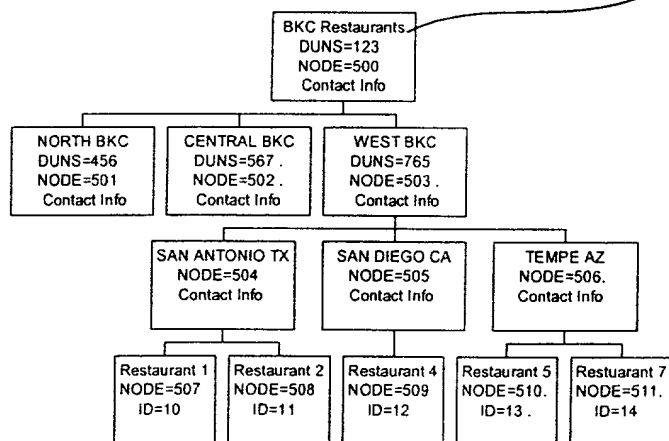 BKC Restaurants
DUNS=123
NODE=500
Contact Info
NORTH BKC
DUNS=456
NODE=501
Contact Info
CENTRAL BKC
DUNS=567 .
NODE=502 .
Contact Info
WEST BKC
DUNS=765
NODE=503 .
Contact Info
SAN ANTONIO TX
NODE=504
Contact Info
SAN DIEGO CA
NODE=505
Contact Info
TEMPE AZ
NODE=506.
Contact Info
Restaurant 1
NODE=507
ID=10
Restaurant 2
NODE=508
ID=11
Restaurant 4
NODE=509
ID=12
Restaurant 5
NODE=510.
ID=13 .
Restuarant 7
NODE=511.
ID=14